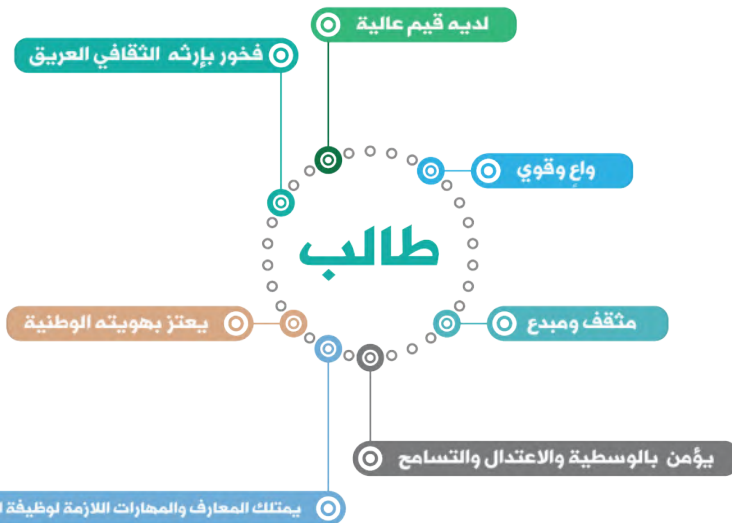 لديه قيم عالية
فخور بإرثه الثقافي العريق
واعٍ وقوي
طالب
مثقف ومبدع
يعتز بهويته الوطنية
يؤمن بالوسطية والاعتدال والتسامح
يمتلك المعارف والمهارات اللازمة لوظيفة